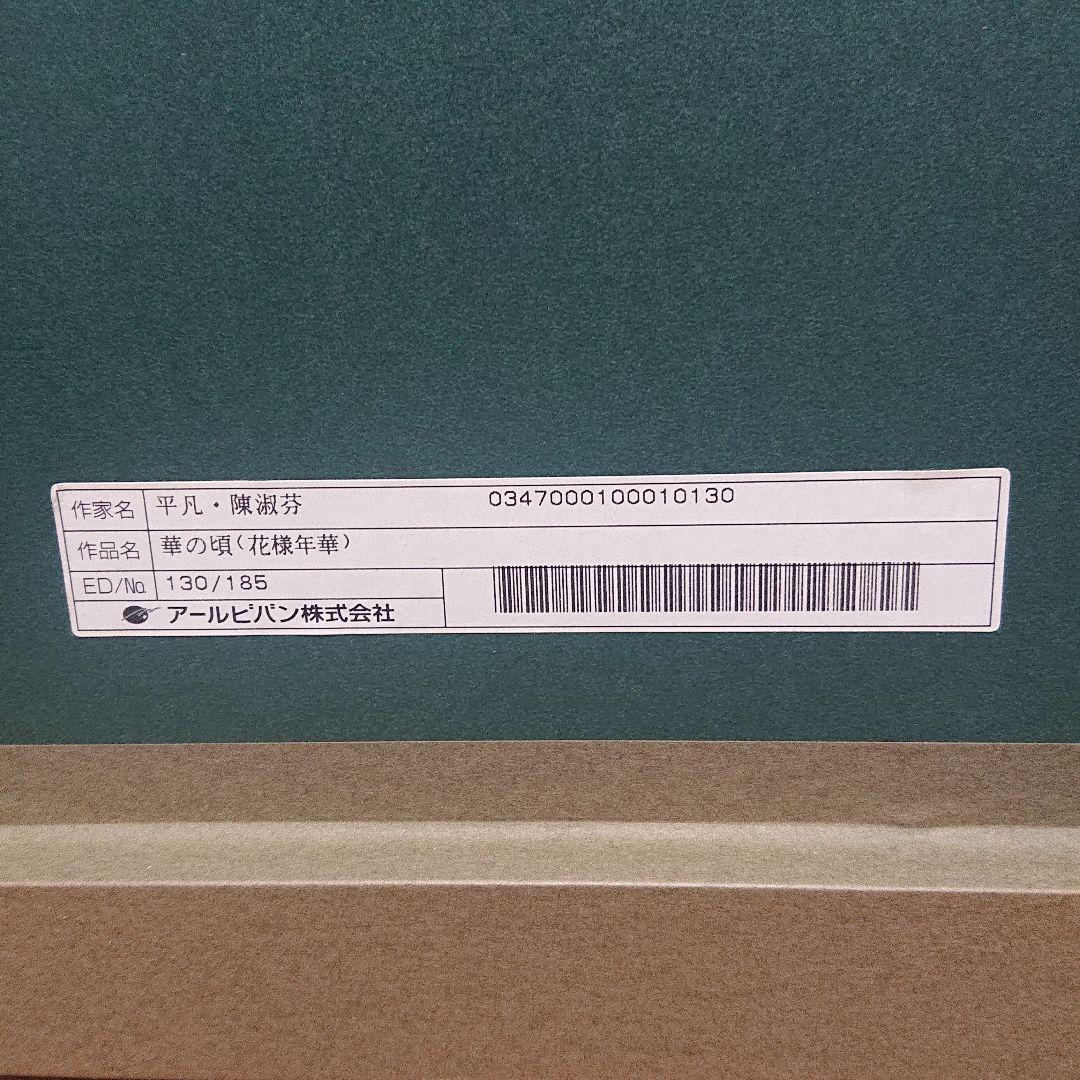 作家名 平凡・陳淑芬 0347000100010130
作品名 華の頃(花様年華)
ED/No. 130/185
アールビバン株式会社